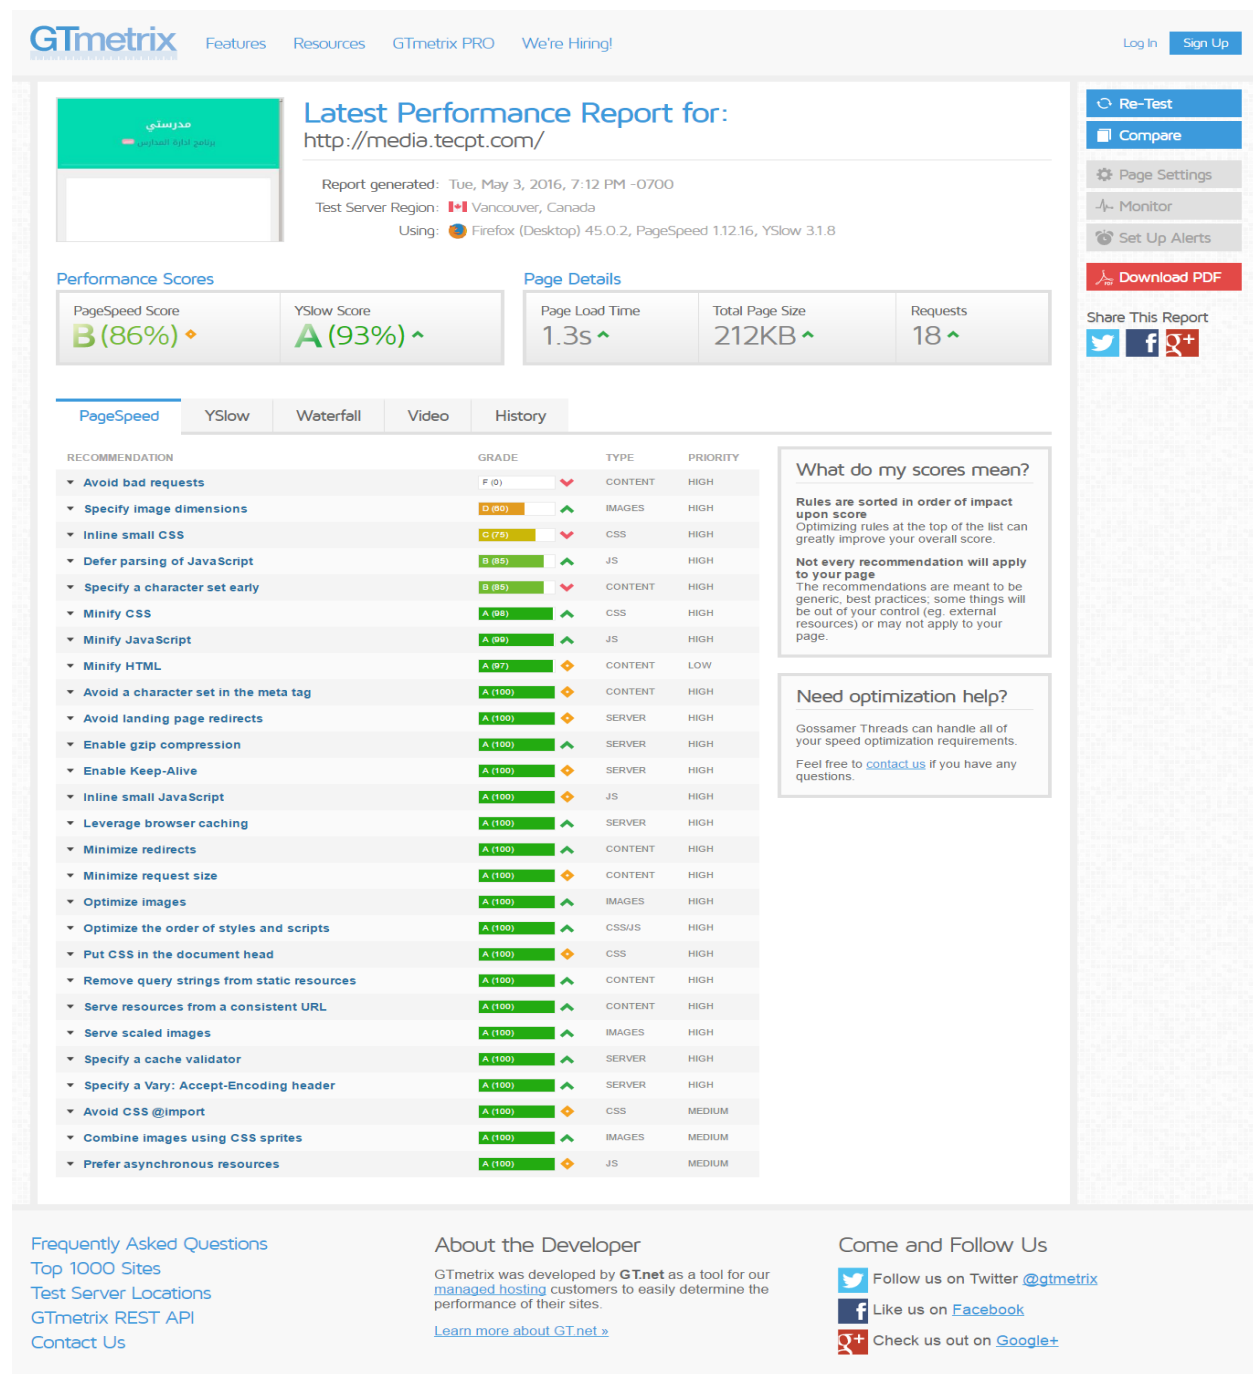 GTmetrix
Features Resources GTmetrix PRO We're Hiring!
Log In Sign Up
مدرستي
برنامج ادارة المدارس
Latest Performance Report for:
http://media.tecpt.com/
Report generated: Tue, May 3, 2016, 7:12 PM -0700
Test Server Region: Vancouver, Canada
Using: Firefox (Desktop) 45.0.2, PageSpeed 1.12.16, YSlow 3.1.8
Re-Test
Compare
Page Settings
Monitor
Set Up Alerts
Download PDF
Share This Report
Performance Scores
PageSpeed Score YSlow Score
B (86%) A (93%)
Page Details
Page Load Time Total Page Size Requests
1.3s 212KB 18
PageSpeed YSlow Waterfall Video History
RECOMMENDATION GRADE TYPE PRIORITY
Avoid bad requests F (0) CONTENT HIGH
Specify image dimensions D (60) IMAGES HIGH
Inline small CSS C (75) CSS HIGH
Defer parsing of JavaScript B (85) JS HIGH
Specify a character set early B (85) CONTENT HIGH
Minify CSS A (98) CSS HIGH
Minify JavaScript A (99) JS HIGH
Minify HTML A (97) CONTENT LOW
Avoid a character set in the meta tag A (100) CONTENT HIGH
Avoid landing page redirects A (100) SERVER HIGH
Enable gzip compression A (100) SERVER HIGH
Enable Keep-Alive A (100) SERVER HIGH
Inline small JavaScript A (100) JS HIGH
Leverage browser caching A (100) SERVER HIGH
Minimize redirects A (100) CONTENT HIGH
Minimize request size A (100) CONTENT HIGH
Optimize images A (100) IMAGES HIGH
Optimize the order of styles and scripts A (100) CSS/JS HIGH
Put CSS in the document head A (100) CSS HIGH
Remove query strings from static resources A (100) CONTENT HIGH
Serve resources from a consistent URL A (100) CONTENT HIGH
Serve scaled images A (100) IMAGES HIGH
Specify a cache validator A (100) SERVER HIGH
Specify a Vary: Accept-Encoding header A (100) SERVER HIGH
Avoid CSS @import A (100) CSS MEDIUM
Combine images using CSS sprites A (100) IMAGES MEDIUM
Prefer asynchronous resources A (100) JS MEDIUM
What do my scores mean?
Rules are sorted in order of impact
upon score
Optimizing rules at the top of the list can
greatly improve your overall score.
Not every recommendation will apply
to your page
The recommendations are meant to be
generic, best practices; some things will
be out of your control (eg. external
resources) or may not apply to your
page.
Need optimization help?
Gossamer Threads can handle all of
your speed optimization requirements.
Feel free to contact us if you have any
questions.
Frequently Asked Questions
Top 1000 Sites
Test Server Locations
GTmetrix REST API
Contact Us
About the Developer
GTmetrix was developed by GT.net as a tool for our
managed hosting customers to easily determine the
performance of their sites.
Learn more about GT.net »
Come and Follow Us
Follow us on Twitter @gtmetrix
Like us on Facebook
Check us out on Google+